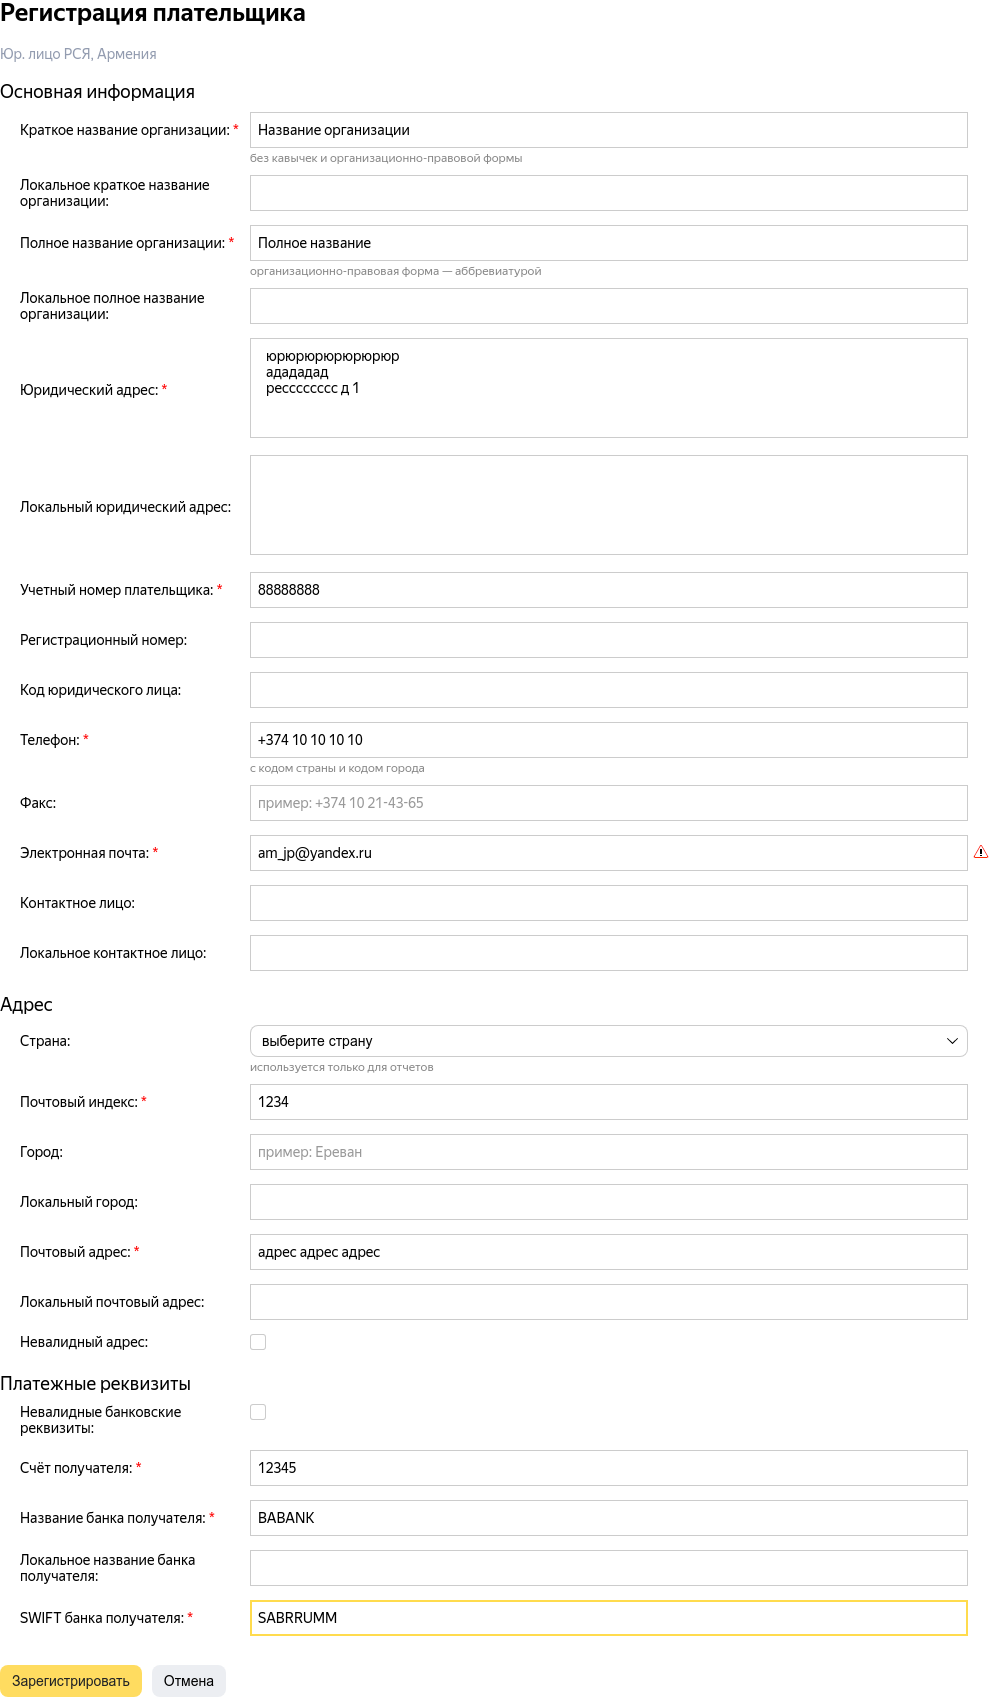 Регистрация плательщика
Юр. лицо РСЯ, Армения
Основная информация
Краткое название организации: * Название организации
без кавычек и организационно-правовой формы
Локальное краткое название
организации:
Полное название организации: * Полное название
организационно-правовая форма — аббревиатурой
Локальное полное название
организации:
Юридический адрес: *
юрюрюрюрюрюрюр
адададад
рессссссссс д 1
Локальный юридический адрес:
Учетный номер плательщика: * 88888888
Регистрационный номер:
Код юридического лица:
Телефон: * +374 10 10 10 10
с кодом страны и кодом города
Факс: пример: +374 10 21-43-65
Электронная почта: * am_jp@yandex.ru
Контактное лицо:
Локальное контактное лицо:
Адрес
Страна: выберите страну
используется только для отчетов
Почтовый индекс: * 1234
Город: пример: Ереван
Локальный город:
Почтовый адрес: * адрес адрес адрес
Локальный почтовый адрес:
Невалидный адрес:
Платежные реквизиты
Невалидные банковские
реквизиты:
Счёт получателя: * 12345
Название банка получателя: * BABANK
Локальное название банка
получателя:
SWIFT банка получателя: * SABRRUMM
Зарегистрировать Отмена